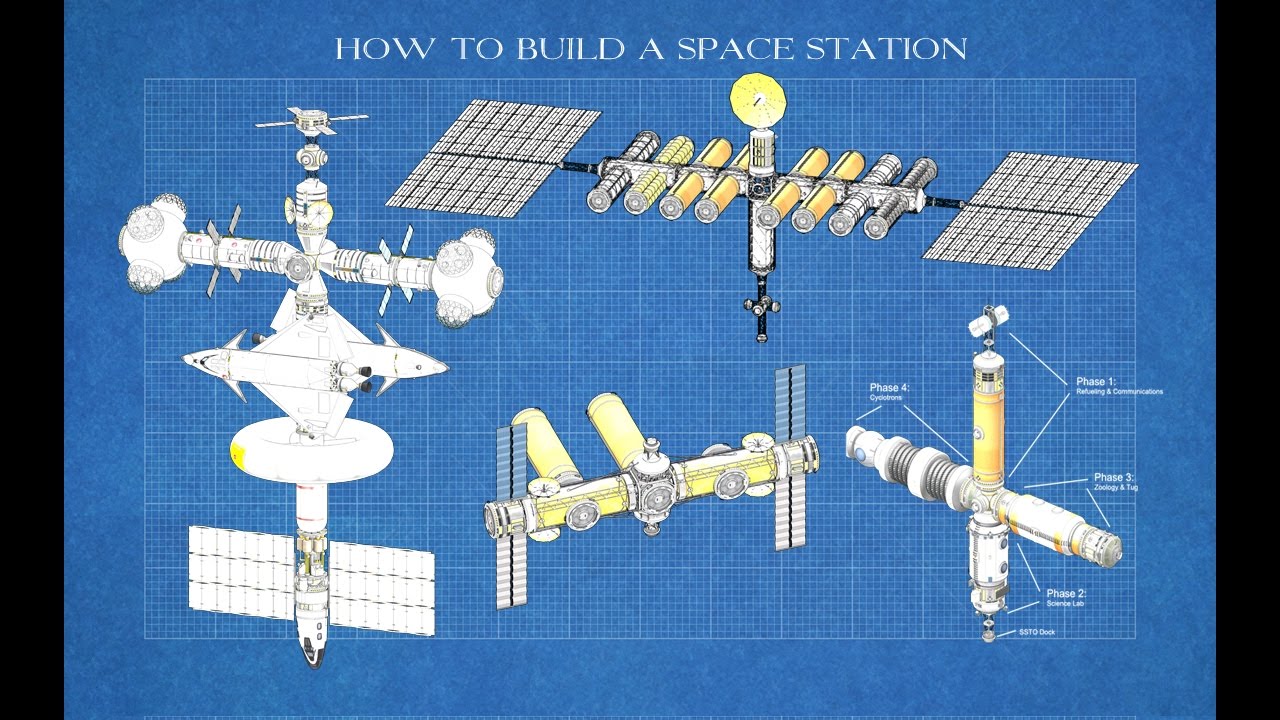 HOW TO BUILD A SPACE STATION
Phase 4:
Cyclotrons
Phase 1:
Refueling & Communications
Phase 3:
Zoology & Tug
Phase 2:
Science Lab
SSTO Dock